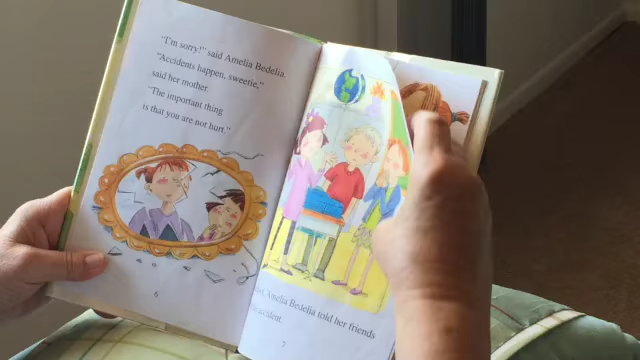 "I'm sorry!" said Amelia Bedelia.
"Accidents happen, sweetie,"
said her mother.
"The important thing
is that you are not hurt."
6
Amelia Bedelia told her friends
accident.
7